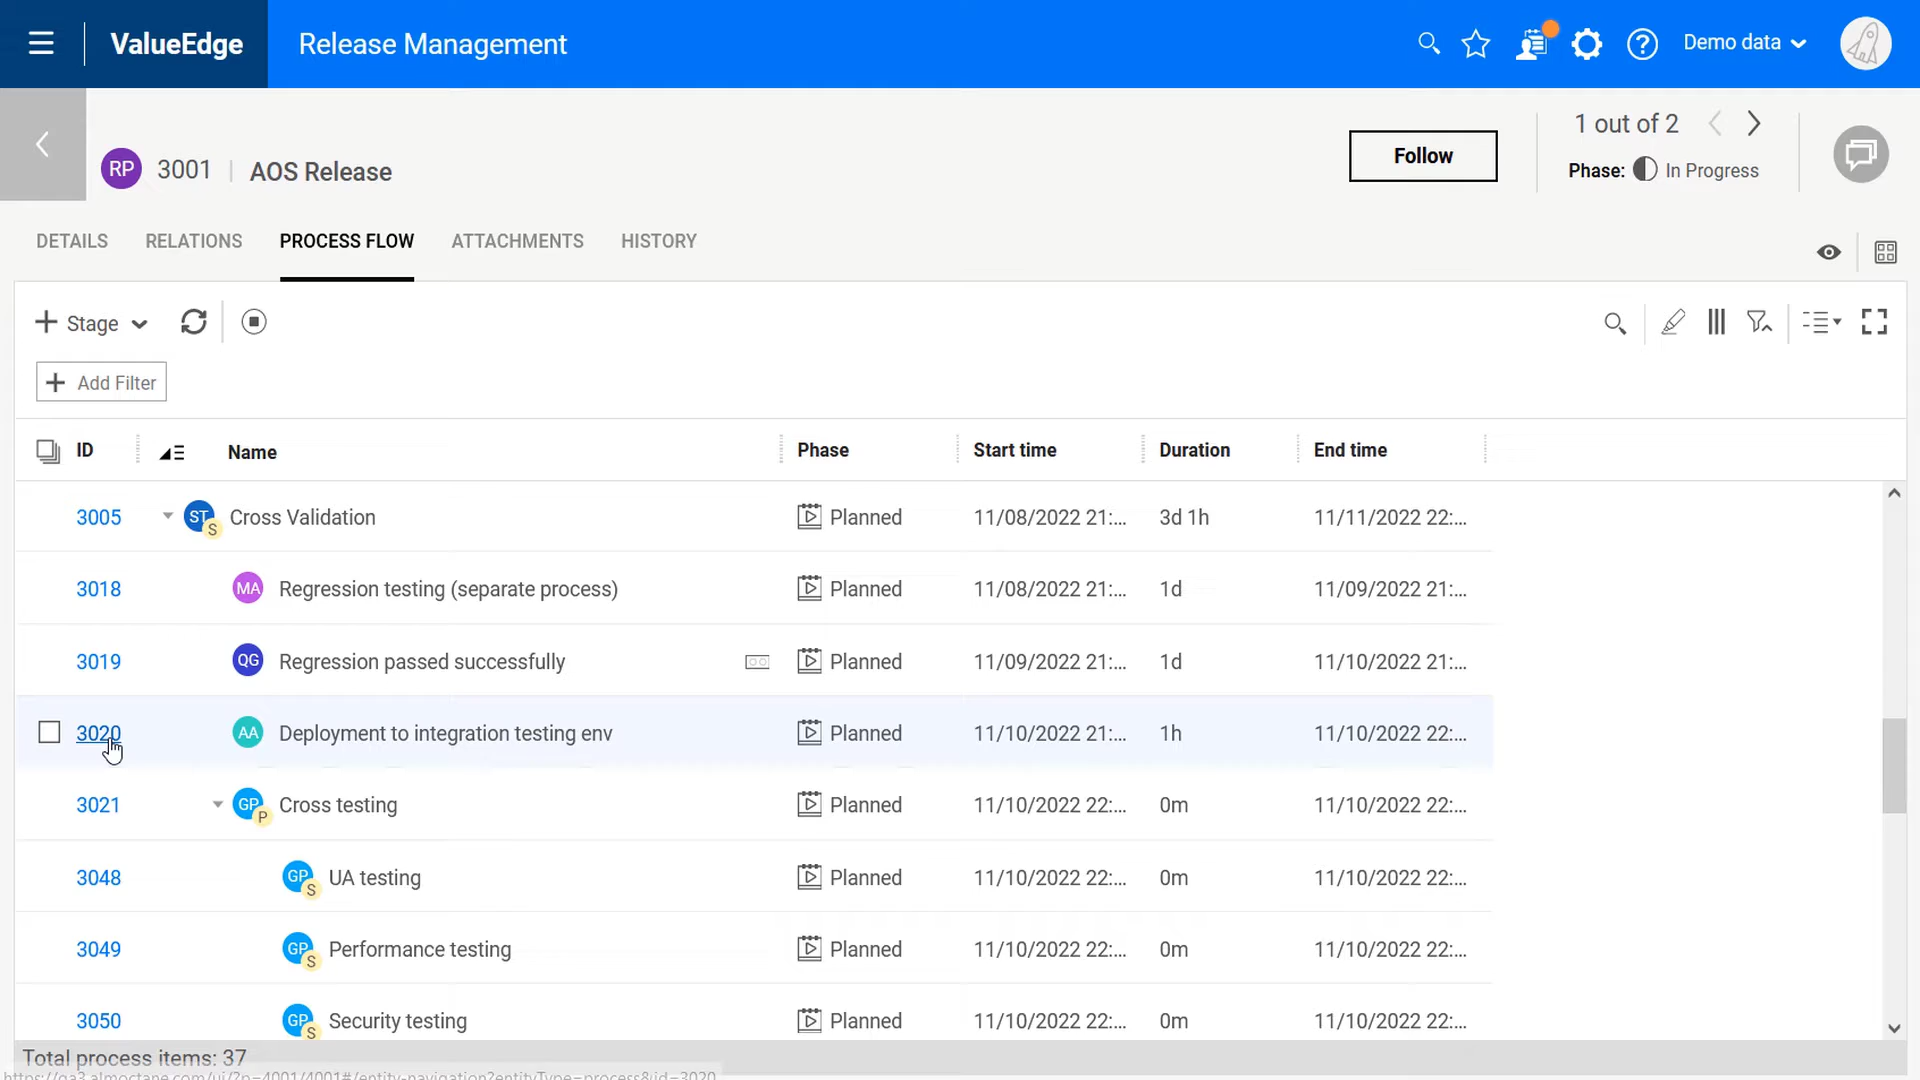 ValueEdge Release Management Demo data
1 out of 2
RP 3001 AOS Release Follow
Phase: In Progress
DETAILS RELATIONS PROCESS FLOW ATTACHMENTS HISTORY
Stage
Add Filter
ID Name Phase Start time Duration End time
3005 ST S Cross Validation Planned 11/08/2022 21:... 3d 1h 11/11/2022 22:...
3018 MA Regression testing (separate process) Planned 11/08/2022 21:... 1d 11/09/2022 21:...
3019 QG Regression passed successfully Planned 11/09/2022 21:... 1d 11/10/2022 21:...
3020 AA Deployment to integration testing env Planned 11/10/2022 21:... 1h 11/10/2022 22:...
3021 GP P Cross testing Planned 11/10/2022 22:... 0m 11/10/2022 22:...
3048 GP S UA testing Planned 11/10/2022 22:... 0m 11/10/2022 22:...
3049 GP S Performance testing Planned 11/10/2022 22:... 0m 11/10/2022 22:...
3050 GP S Security testing Planned 11/10/2022 22:... 0m 11/10/2022 22:...
Total process items: 37